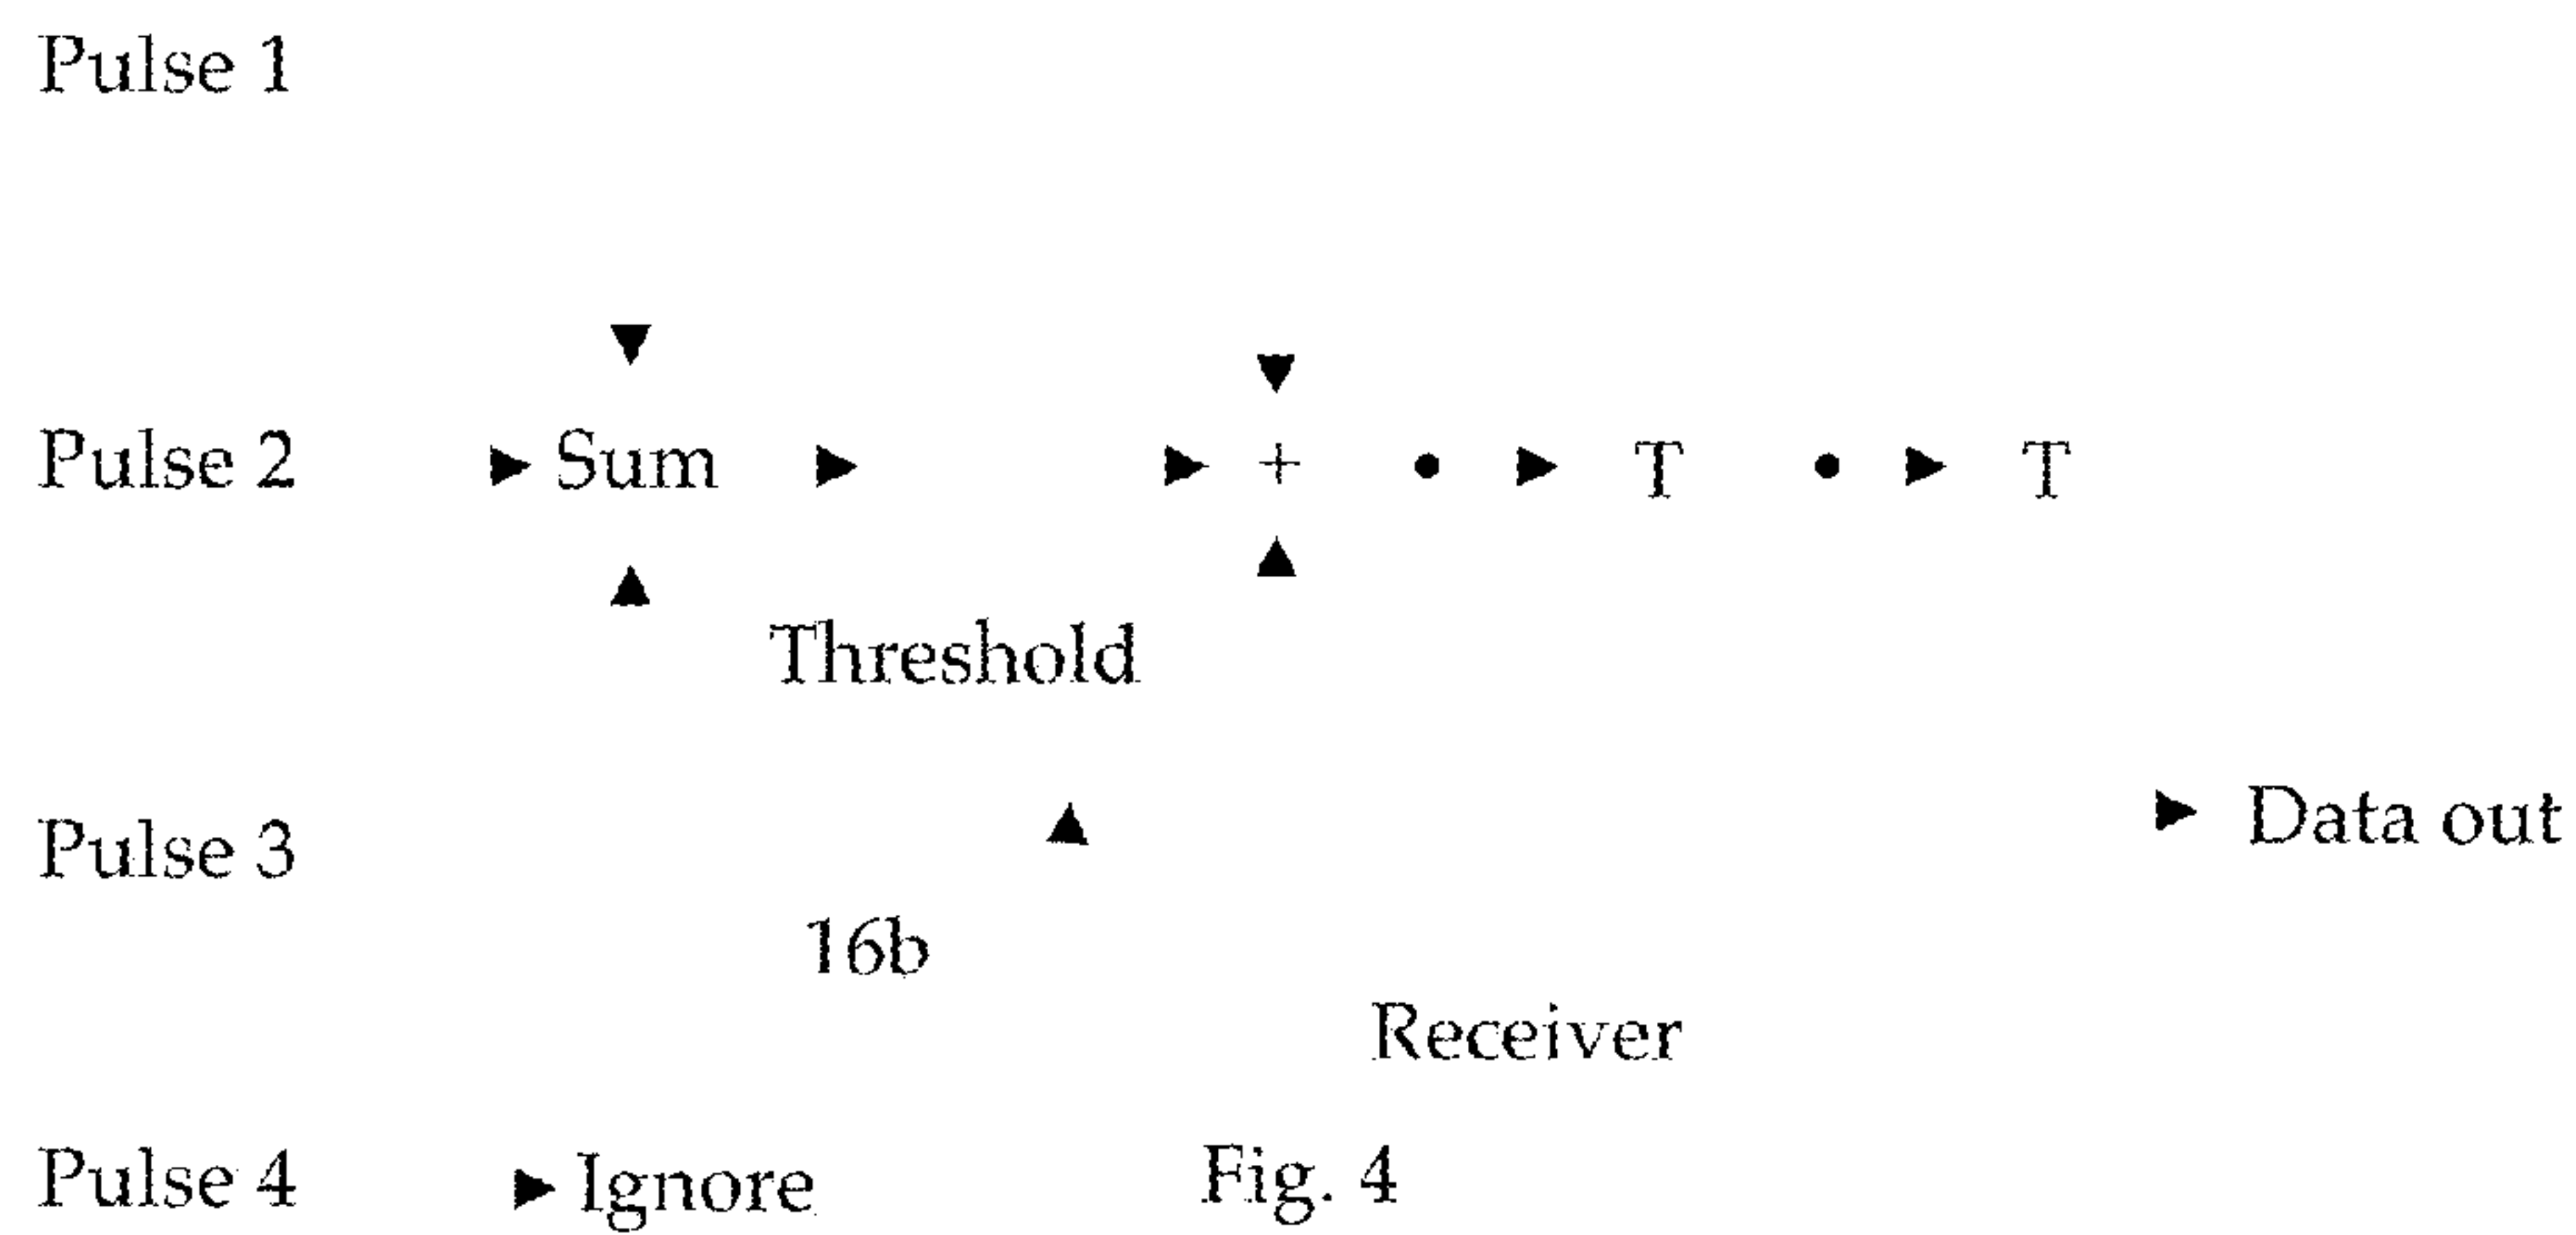 Pulse 1
Pulse 2 Sum + T T
Threshold
Pulse 3 Data out
16b
Receiver
Pulse 4 Ignore Fig. 4